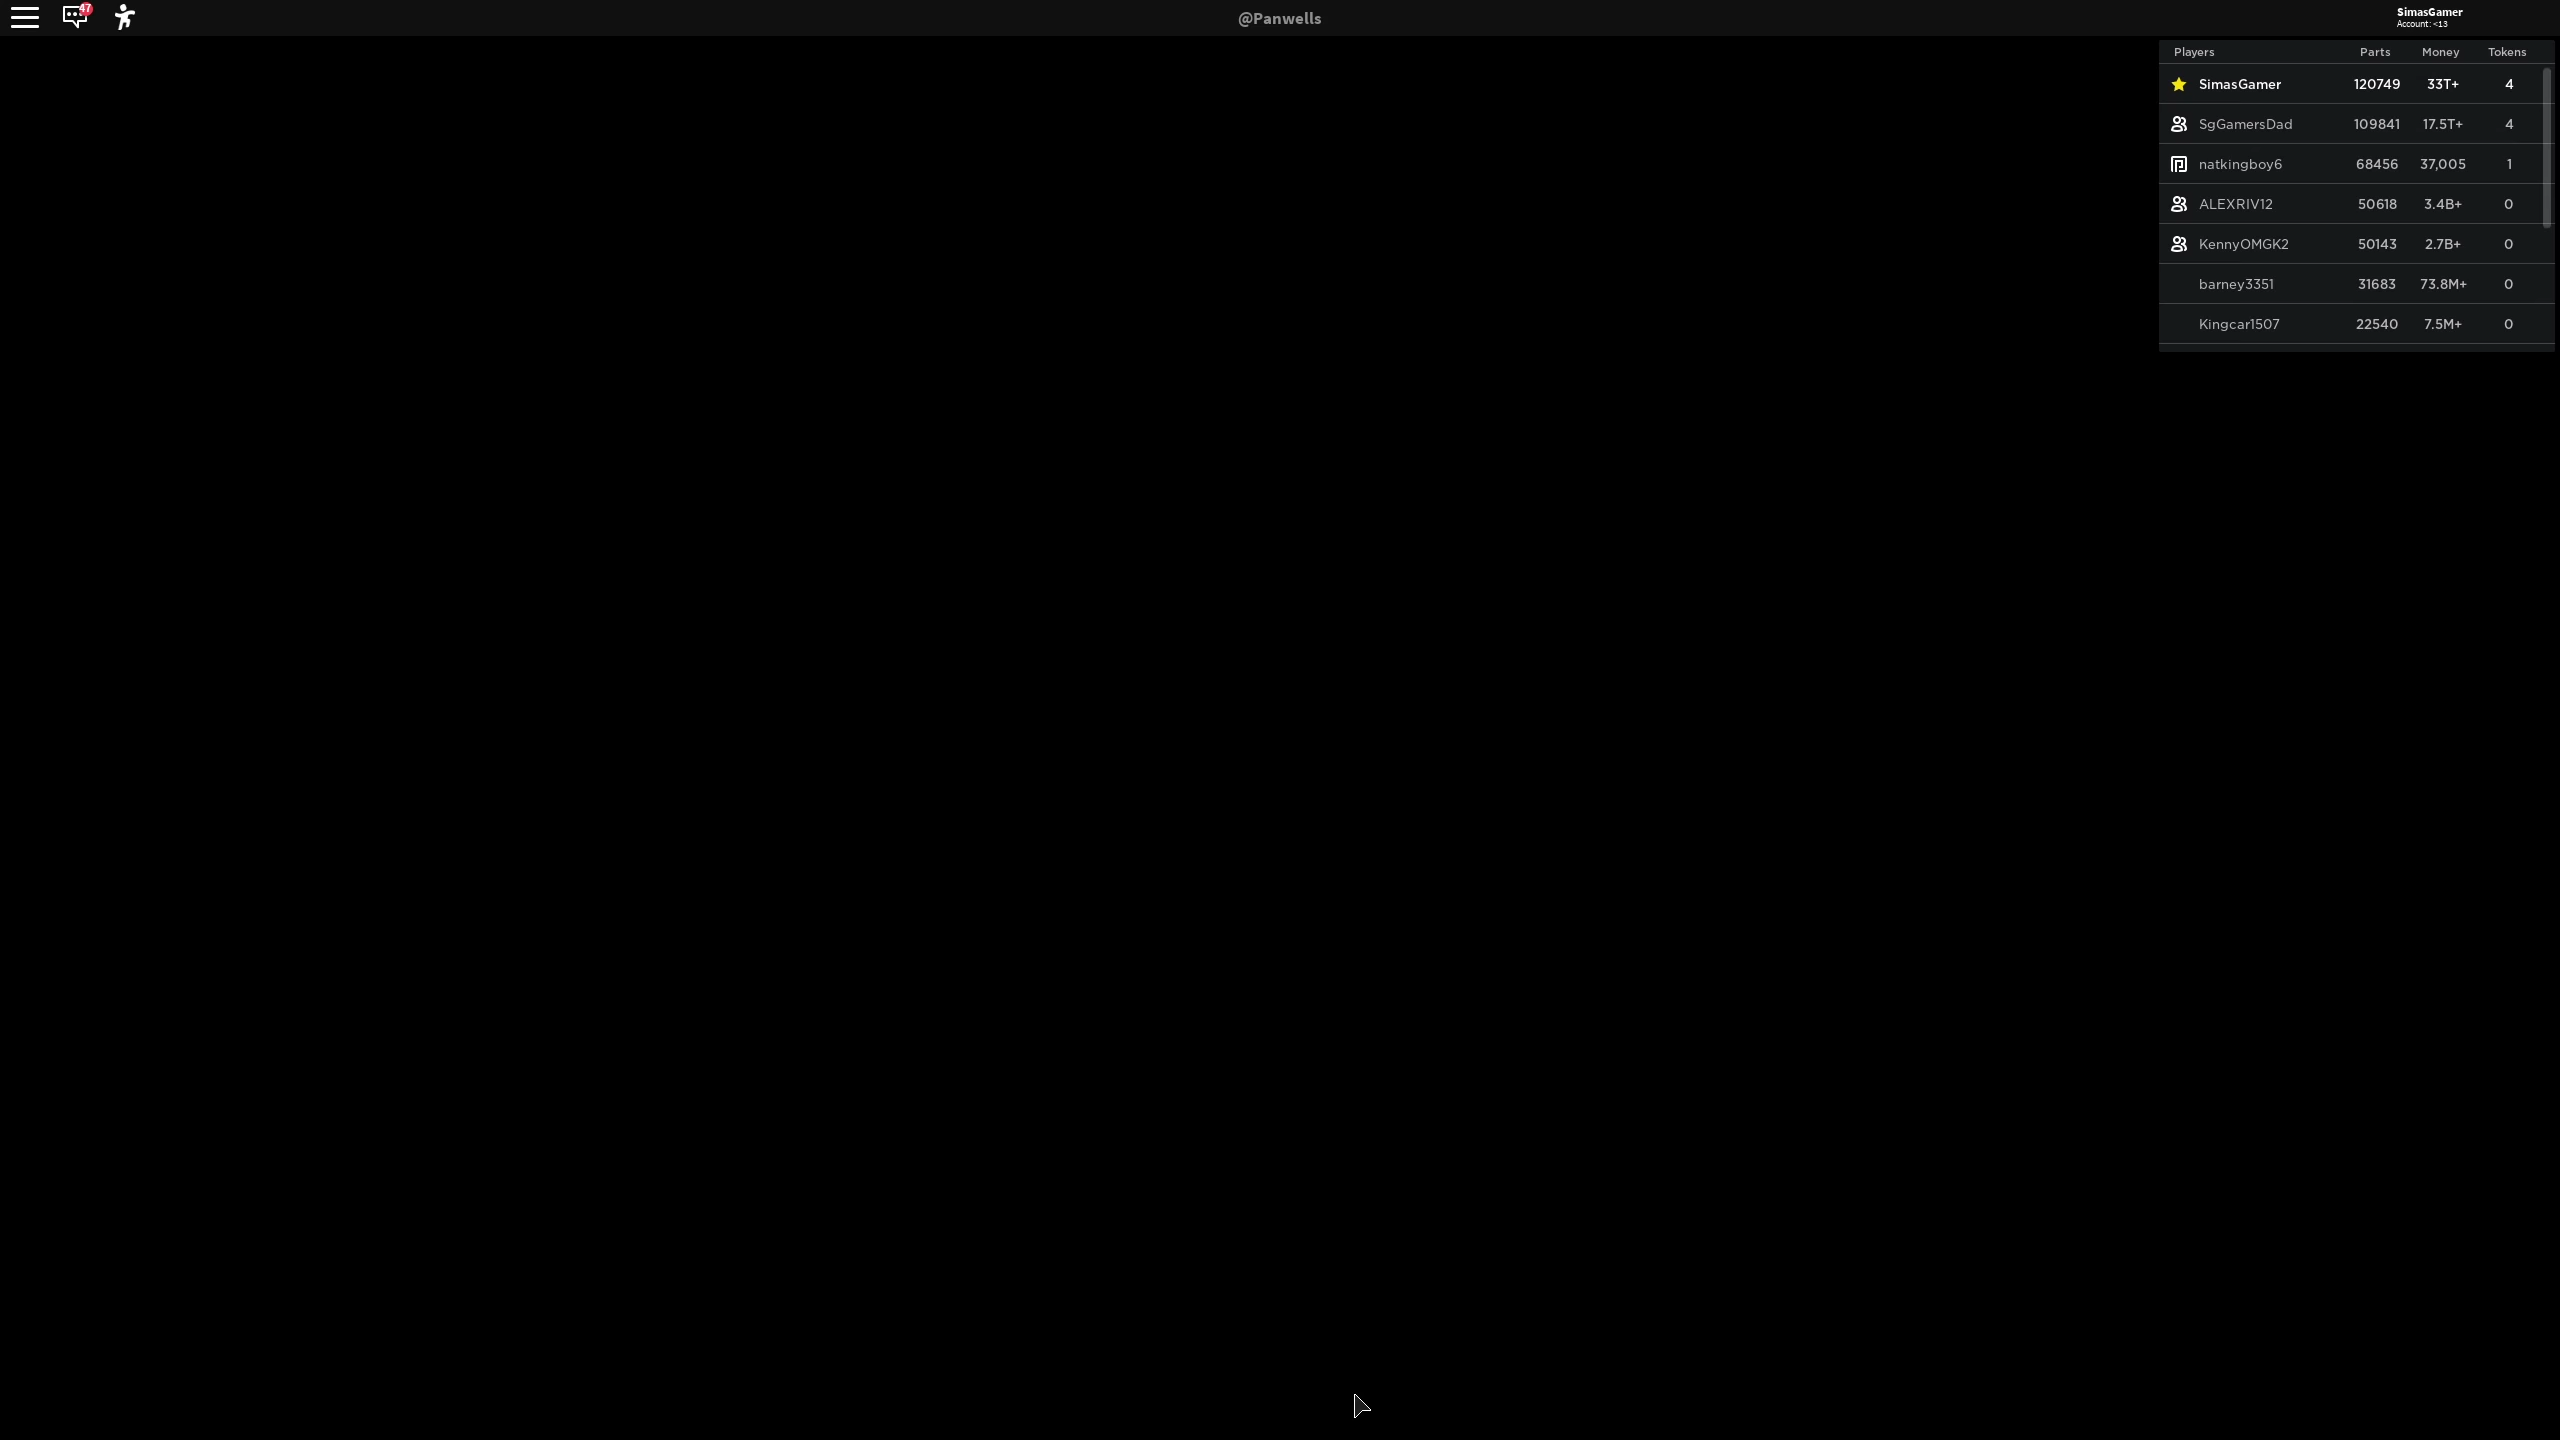 47
@Panwells
SimasGamer
Account: <13
Players Parts Money Tokens
SimasGamer 120749 33T+ 4
SgGamersDad 109841 17.5T+ 4
natkingboy6 68456 37,005 1
ALEXRIV12 50618 3.4B+ 0
KennyOMGK2 50143 2.7B+ 0
barney3351 31683 73.8M+ 0
Kingcar1507 22540 7.5M+ 0